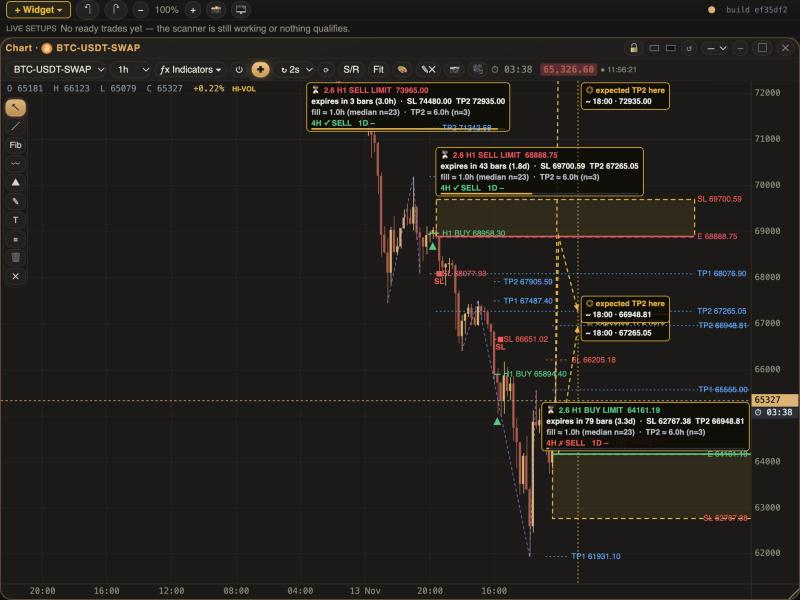 + Widget
100%
build ef35df2
LIVE SETUPS No ready trades yet — the scanner is still working or nothing qualifies.
Chart · BTC-USDT-SWAP
BTC-USDT-SWAP 1h fx Indicators 2s S/R Fit 03:38 65,326.60 11:56:21
O 65181 H 66123 L 65079 C 65327 +0.22% HI-VOL
Fib
T
2.6 H1 SELL LIMIT 73965.00
expires in 3 bars (3.0h) · SL 74480.00 TP2 72935.00
fill ≈ 1.0h (median n=23) · TP2 ≈ 6.0h (n=3)
4H ✓ SELL 1D –
TP2 71242.58
expected TP2 here
~ 18:00 · 72935.00
2.6 H1 SELL LIMIT 68888.75
expires in 43 bars (1.8d) · SL 69700.59 TP2 67265.05
fill ≈ 1.0h (median n=23) · TP2 ≈ 6.0h (n=3)
4H ✓ SELL 1D –
SL 69700.59
H1 BUY 68958.30
E 68888.75
SL 68077.93
SL
TP1 68076.90
TP2 67905.59
TP1 67487.40
TP2 67265.05
expected TP2 here
~ 18:00 · 66948.81
~ 18:00 · 67265.05
TP2 66948.81
SL 66651.02
SL
SL 66205.18
H1 BUY 65894.40
TP1 65555.00
2.6 H1 BUY LIMIT 64161.19
expires in 79 bars (3.3d) · SL 62767.38 TP2 66948.81
fill ≈ 1.0h (median n=23) · TP2 ≈ 6.0h (n=3)
4H ✗ SELL 1D –
E 64161.19
SL 62767.38
TP1 61931.10
72000
71000
70000
69000
68000
67000
66000
65327
03:38
64000
63000
62000
20:00 16:00 12:00 08:00 04:00 13 Nov 20:00 16:00